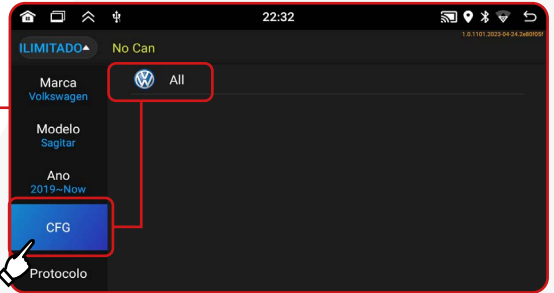 22:32
1.0.1101.2023-04-24.2e80f05f
ILIMITADO
No Can
Marca
Volkswagen
All
Modelo
Sagitar
Ano
2019~Now
CFG
Protocolo